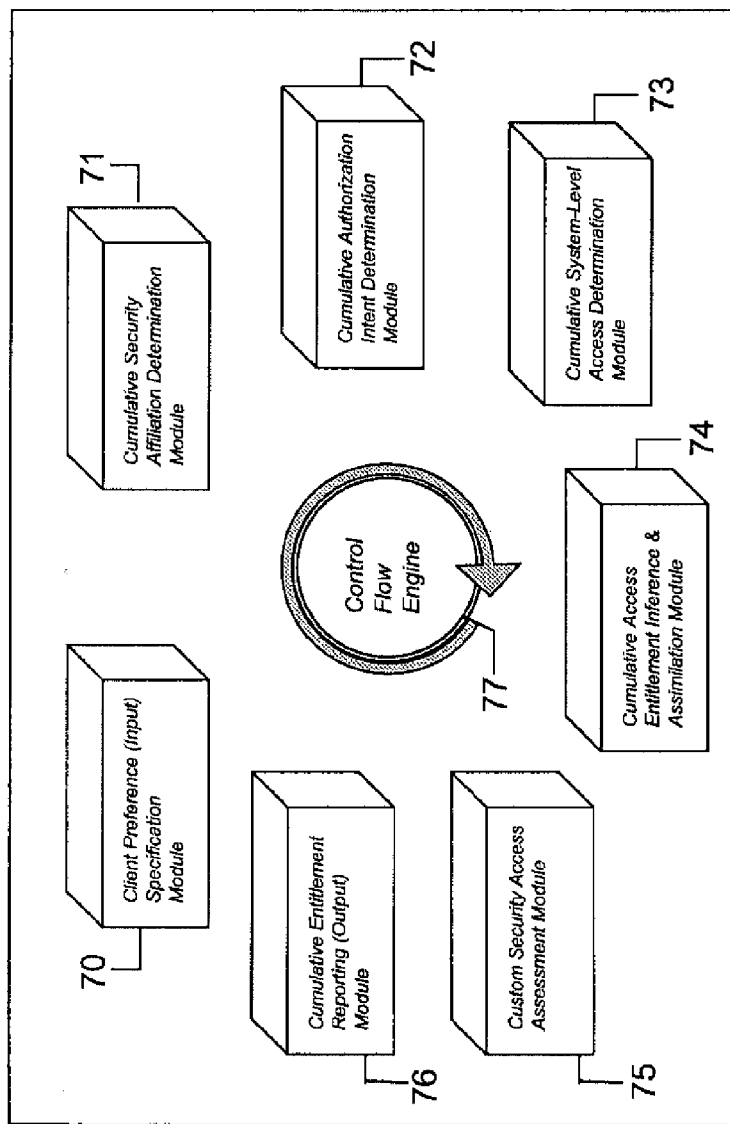 70
Client Preference (Input)
Specification
Module
71
Cumulative Security
Affiliation Determination
Module
72
Cumulative Authorization
Intent Determination
Module
73
Cumulative System-Level
Access Determination
Module
74
Cumulative Access
Entitlement Inference &
Assimilation Module
75
Custom Security Access
Assessment Module
76
Cumulative Entitlement
Reporting (Output)
Module
77
Control
Flow
Engine